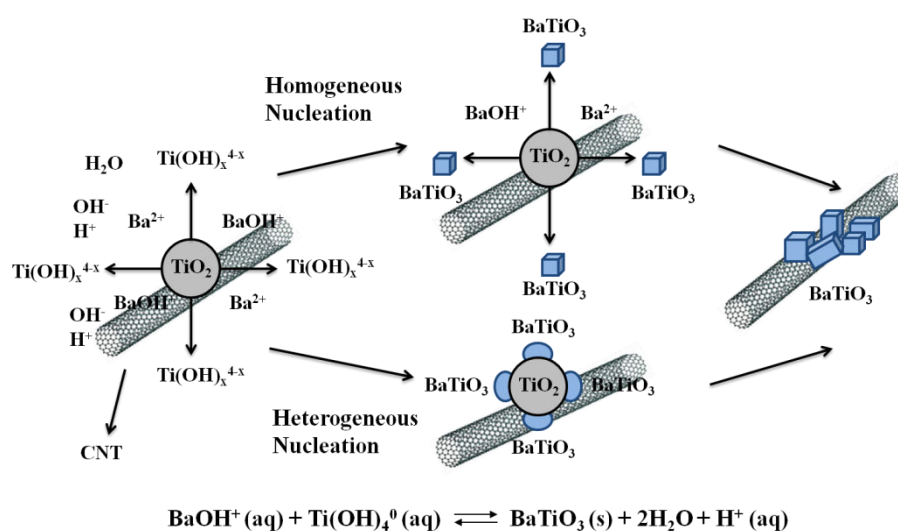 BaTiO₃
Homogeneous
Nucleation
BaOH⁺
Ba²⁺
TiO₂
BaTiO₃
BaTiO₃
BaTiO₃
H₂O
Ti(OH)ₓ⁴⁻ˣ
OH⁻
H⁺
Ba²⁺
BaOH⁺
Ti(OH)ₓ⁴⁻ˣ
TiO₂
Ti(OH)ₓ⁴⁻ˣ
OH⁻
H⁺
BaOH⁺
Ba²⁺
Ti(OH)ₓ⁴⁻ˣ
CNT
BaTiO₃
BaTiO₃
BaTiO₃
TiO₂
BaTiO₃
BaTiO₃
Heterogeneous
Nucleation
BaOH⁺ (aq) + Ti(OH)₄⁰ (aq) ⇌ BaTiO₃ (s) + 2H₂O + H⁺ (aq)